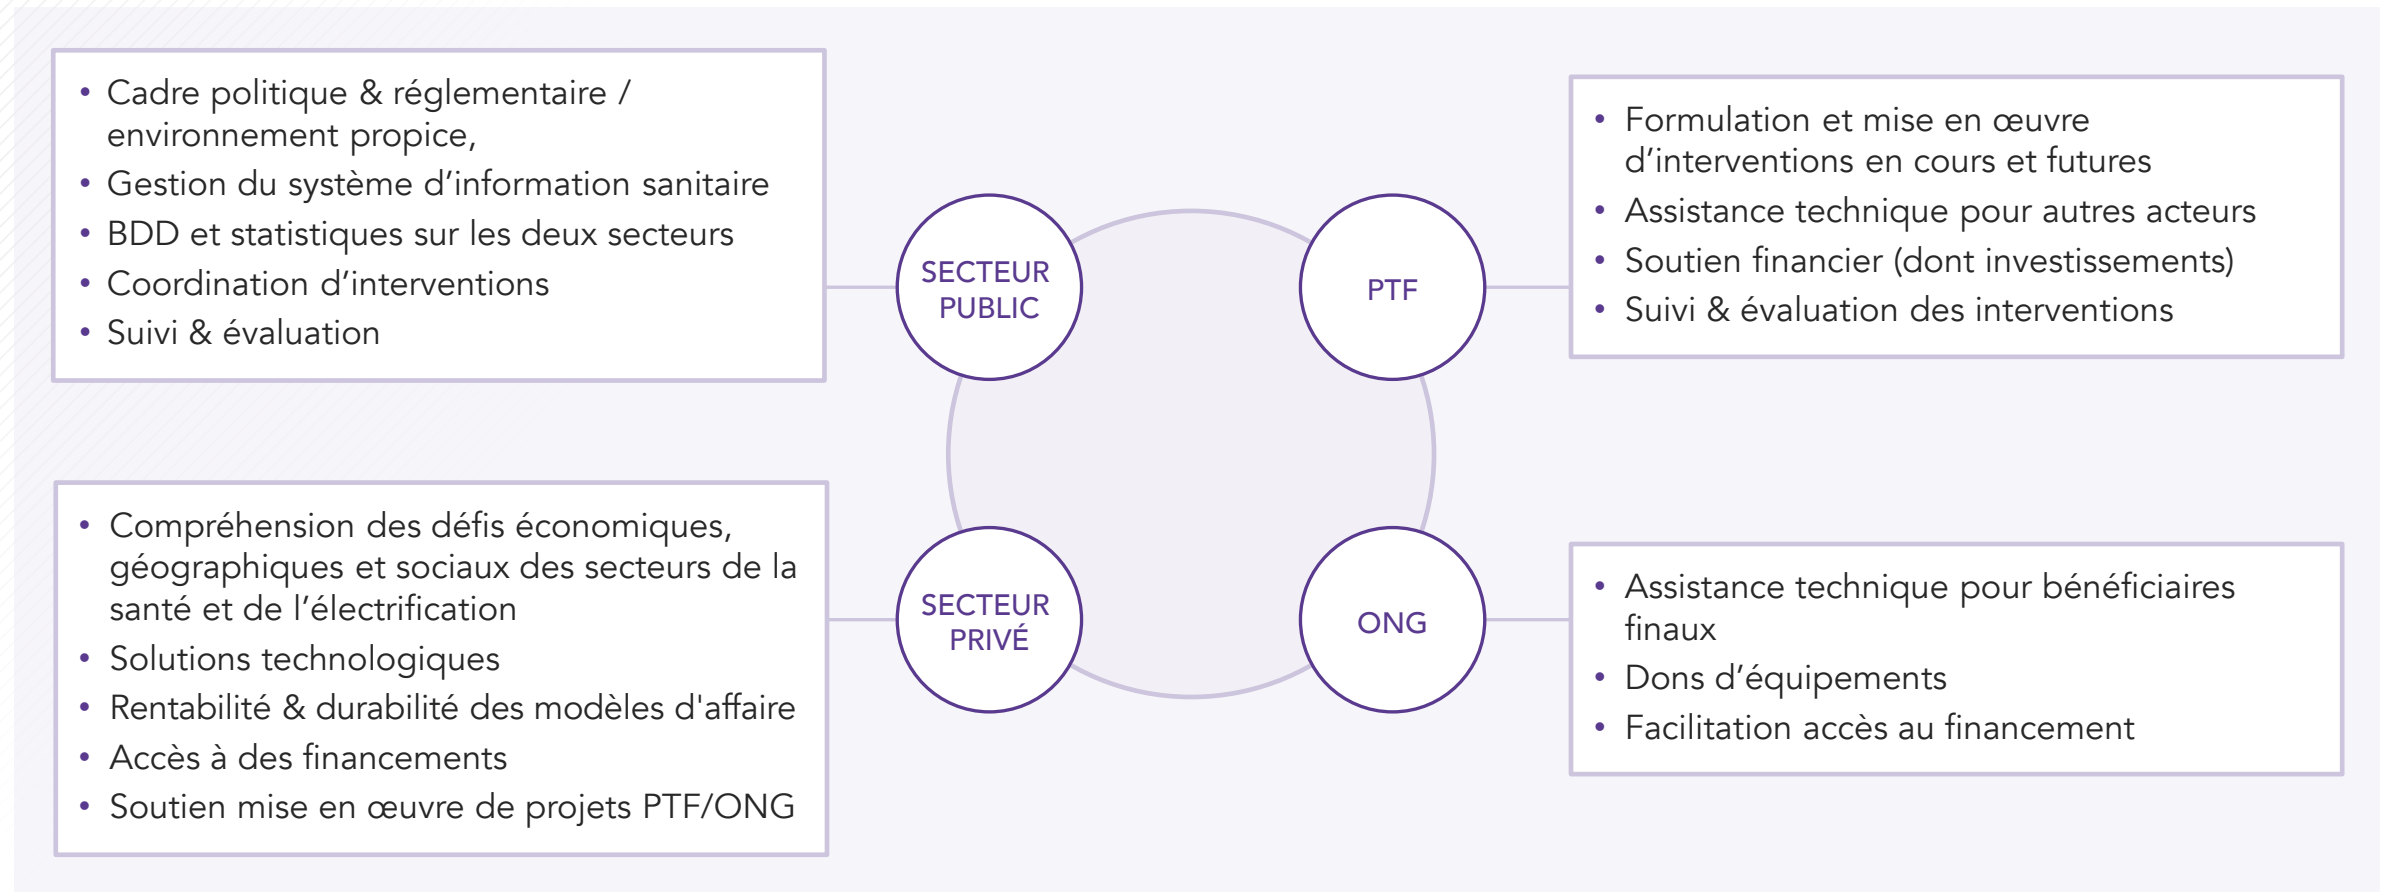 • Cadre politique & réglementaire /
environnement propice,
• Gestion du système d’information sanitaire
• BDD et statistiques sur les deux secteurs
• Coordination d’interventions
• Suivi & évaluation
SECTEUR
PUBLIC
PTF
• Formulation et mise en œuvre
d’interventions en cours et futures
• Assistance technique pour autres acteurs
• Soutien financier (dont investissements)
• Suivi & évaluation des interventions
• Compréhension des défis économiques,
géographiques et sociaux des secteurs de la
santé et de l’électrification
• Solutions technologiques
• Rentabilité & durabilité des modèles d'affaire
• Accès à des financements
• Soutien mise en œuvre de projets PTF/ONG
SECTEUR
PRIVÉ
ONG
• Assistance technique pour bénéficiaires
finaux
• Dons d’équipements
• Facilitation accès au financement